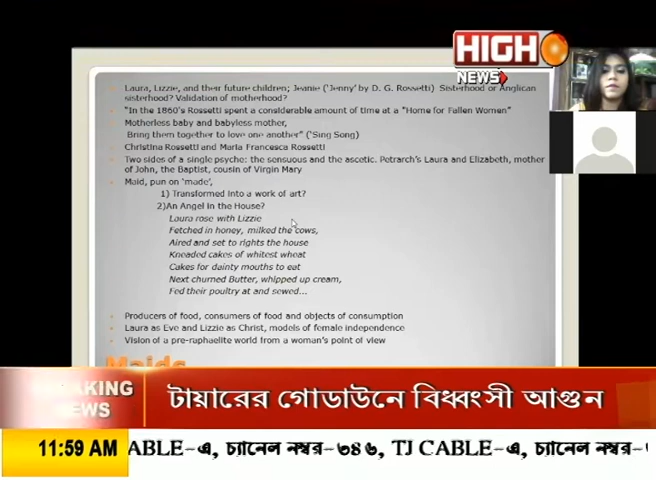 HIGH
NEWS
Laura, Lizzie, and their future children; Jeanie ('Jenny' by D. G. Rossetti) Sisterhood or Anglican
sisterhood? Validation of motherhood?
"In the 1860's Rossetti spent a considerable amount of time at a "Home for Fallen Women"
Motherless baby and babyless mother,
Bring them together to love one another" ('Sing Song)
Christina Rossetti and Maria Francesca Rossetti
Two sides of a single psyche: the sensuous and the ascetic. Petrarch's Laura and Elizabeth, mother
of John, the Baptist, cousin of Virgin Mary
Maid, pun on 'made',
1) Transformed into a work of art?
2)An Angel in the House?
Laura rose with Lizzie
Fetched in honey, milked the cows,
Aired and set to rights the house
Kneaded cakes of whitest wheat
Cakes for dainty mouths to eat
Next churned Butter, whipped up cream,
Fed their poultry at and sewed...
Producers of food, consumers of food and objects of consumption
Laura as Eve and Lizzie as Christ, models of female independence
Vision of a pre-raphaelite world from a woman's point of view
Maids
BREAKING
NEWS
টায়ারের গোডাউনে বিধ্বংসী আগুন
11:59 AM
ABLE-এ, চ্যানেল নম্বর-৩৪৬, TJ CABLE-এ, চ্যানেল নম্বর-